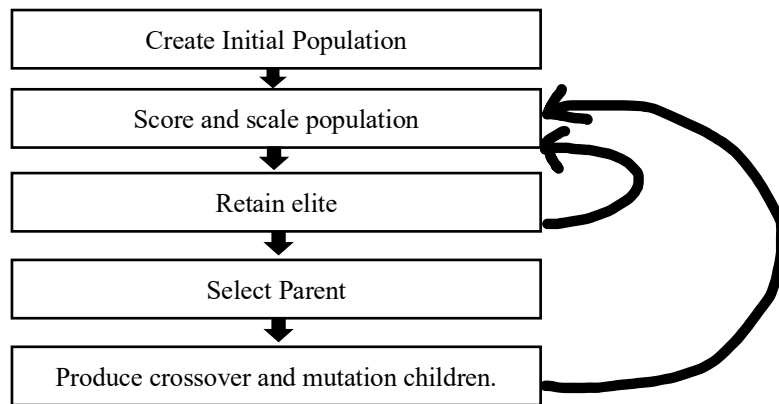 Create Initial Population
Score and scale population
Retain elite
Select Parent
Produce crossover and mutation children.